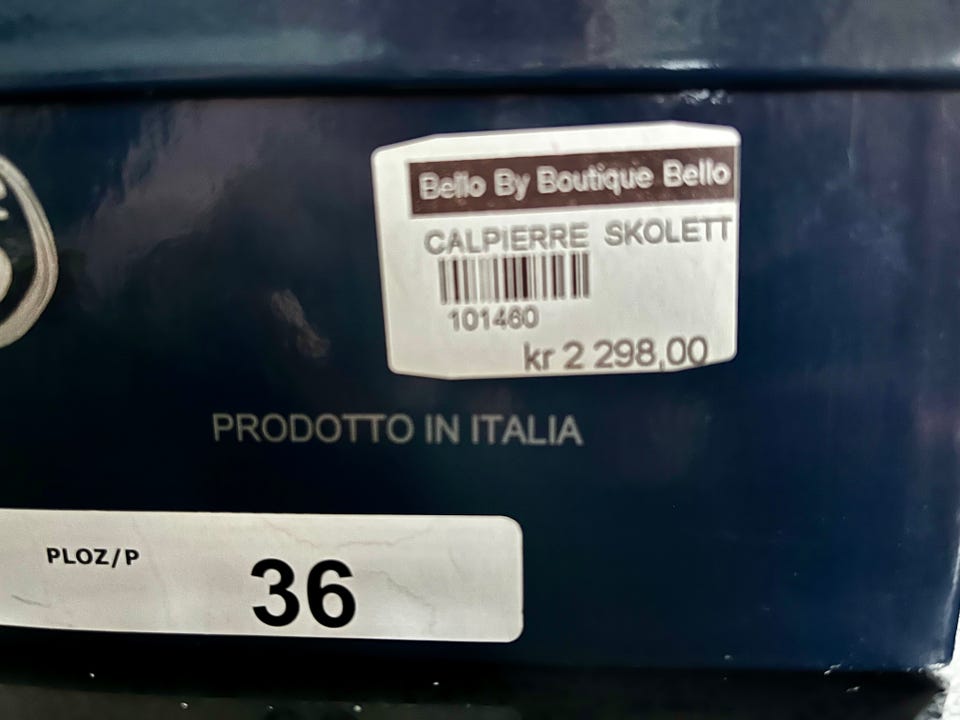 Bello By Boutique Bello
CALPIERRE SKOLETT
101460
kr 2 298,00
PRODOTTO IN ITALIA
PLOZ/P
36